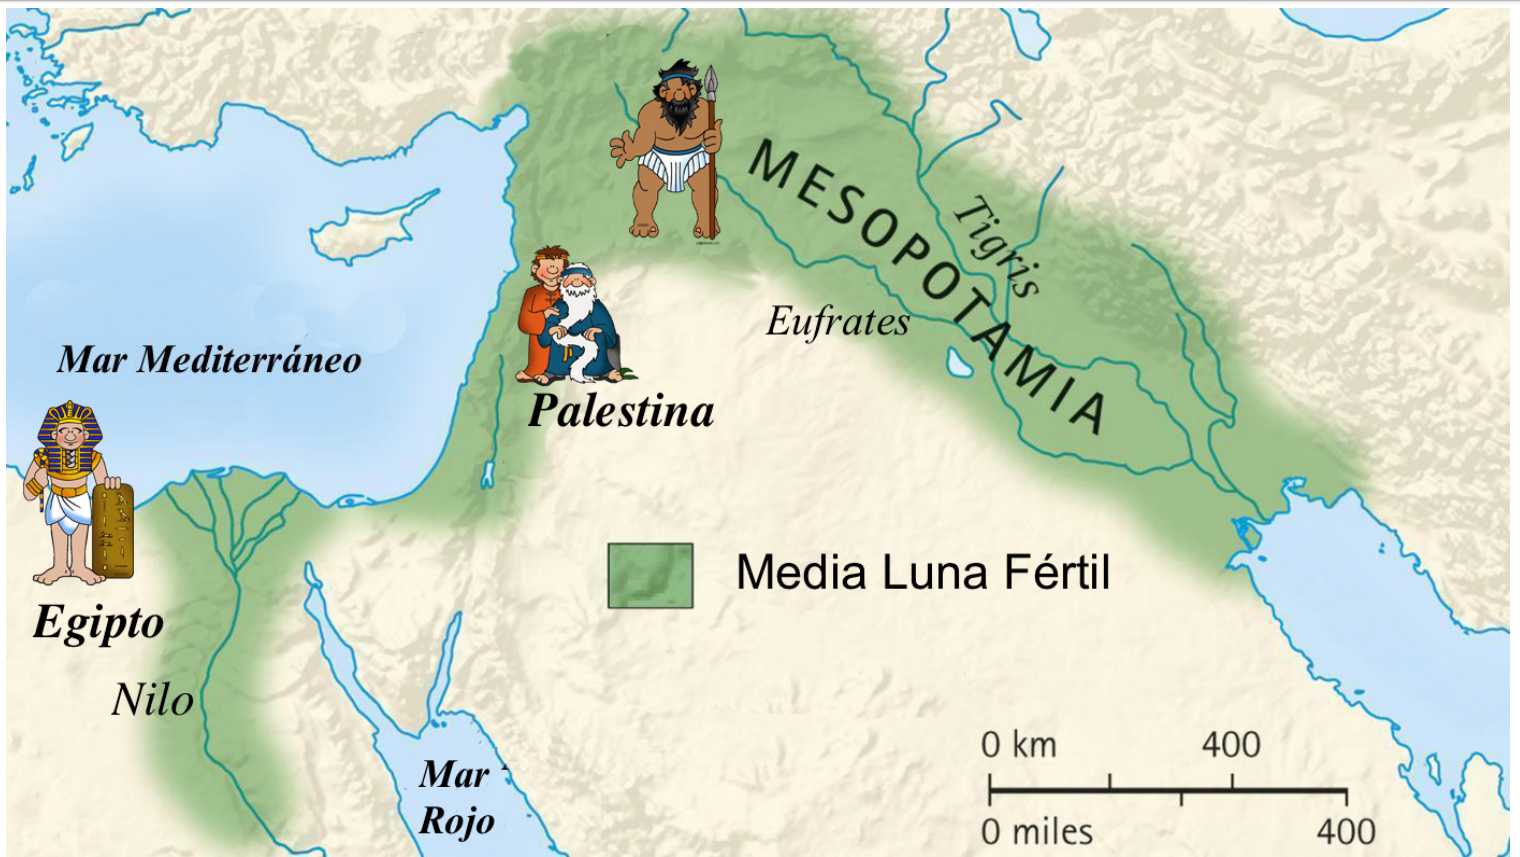 MESOPOTAMIA
Tigris
Eufrates
Mar Mediterráneo
Palestina
Egipto
Media Luna Fértil
Nilo
Mar
Rojo
0 km 400
0 miles 400